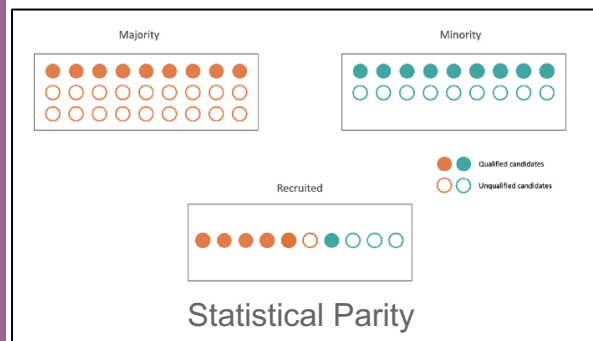 Majority
Minority
Qualified candidates
Unqualified candidates
Recruited
Statistical Parity